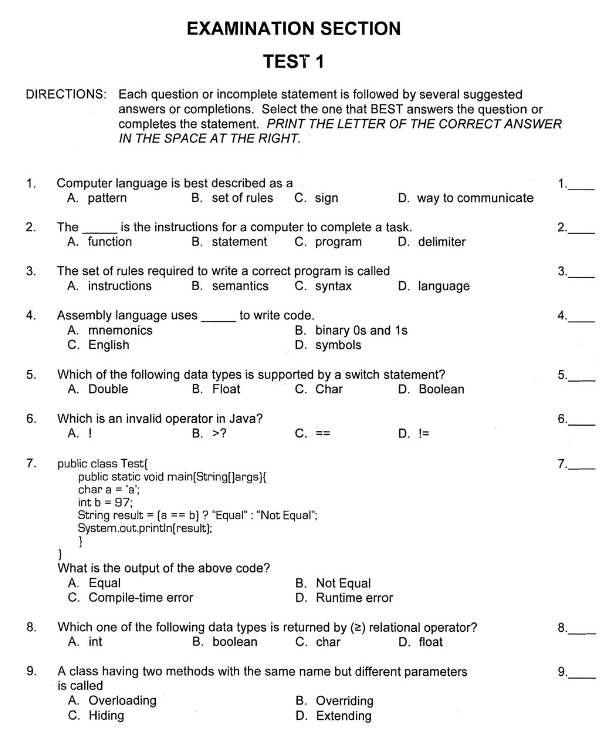 EXAMINATION SECTION
TEST 1
DIRECTIONS: Each question or incomplete statement is followed by several suggested
answers or completions. Select the one that BEST answers the question or
completes the statement. PRINT THE LETTER OF THE CORRECT ANSWER
IN THE SPACE AT THE RIGHT.
1. Computer language is best described as a 1.____
A. pattern B. set of rules C. sign D. way to communicate
2. The _____ is the instructions for a computer to complete a task. 2.____
A. function B. statement C. program D. delimiter
3. The set of rules required to write a correct program is called 3.____
A. instructions B. semantics C. syntax D. language
4. Assembly language uses _____ to write code. 4.____
A. mnemonics B. binary 0s and 1s
C. English D. symbols
5. Which of the following data types is supported by a switch statement? 5.____
A. Double B. Float C. Char D. Boolean
6. Which is an invalid operator in Java? 6.____
A. ! B. >? C. == D. !=
7. public class Test{ 7.____
public static void main(String[]args){
char a = 'a';
int b = 97;
String result = (a == b) ? "Equal" : "Not Equal";
System.out.println(result);
}
}
What is the output of the above code?
A. Equal B. Not Equal
C. Compile-time error D. Runtime error
8. Which one of the following data types is returned by (≥) relational operator? 8.____
A. int B. boolean C. char D. float
9. A class having two methods with the same name but different parameters 9.____
is called
A. Overloading B. Overriding
C. Hiding D. Extending